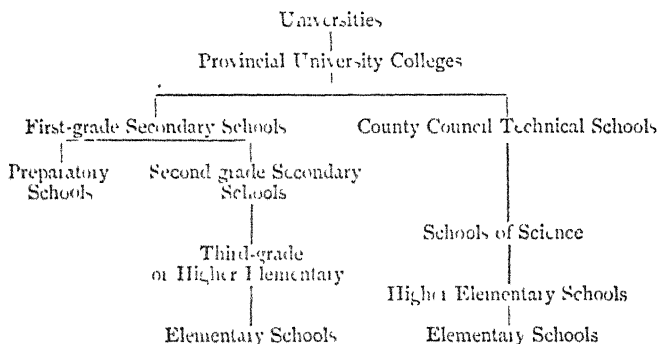 Universities
Provincial University Colleges
First-grade Secondary Schools County Council Technical Schools
Preparatory Schools Second grade Secondary Schools
Schools of Science
Third-grade or Higher Elementary
Higher Elementary Schools
Elementary Schools Elementary Schools